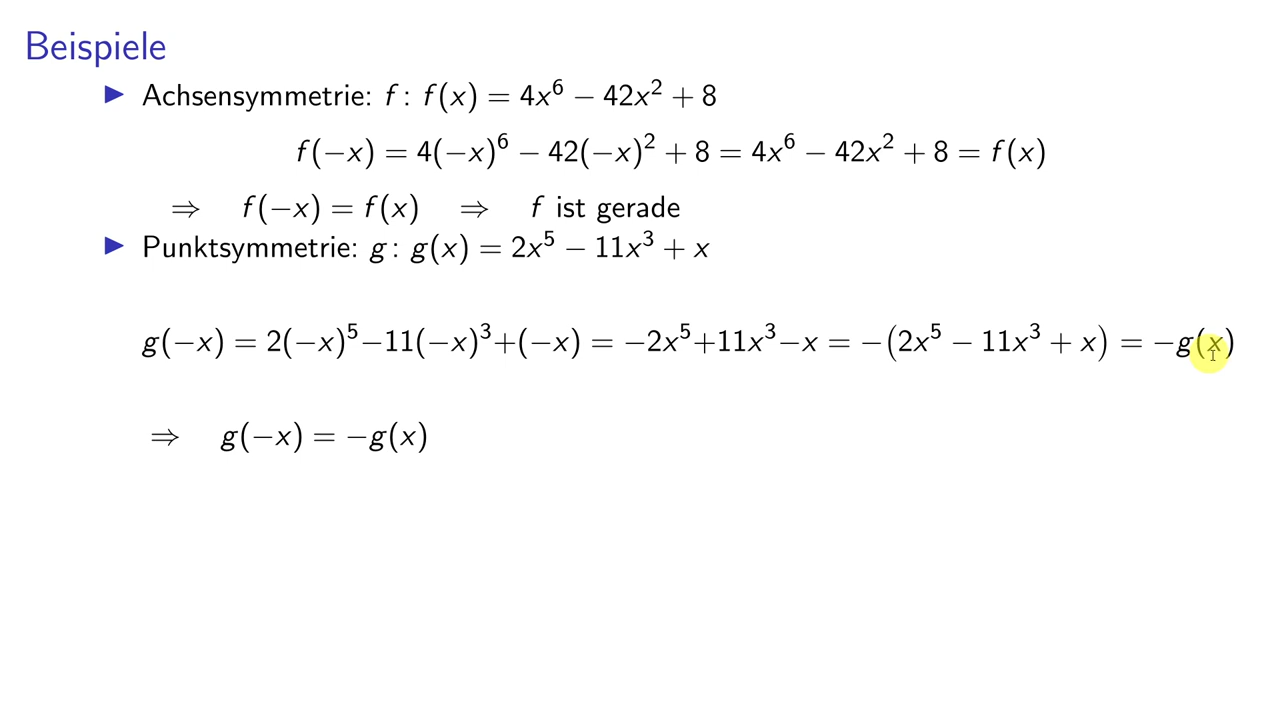 Beispiele
▶ Achsensymmetrie: f : f(x) = 4x⁶ − 42x² + 8
f(−x) = 4(−x)⁶ − 42(−x)² + 8 = 4x⁶ − 42x² + 8 = f(x)
⇒ f(−x) = f(x) ⇒ f ist gerade
▶ Punktsymmetrie: g : g(x) = 2x⁵ − 11x³ + x
g(−x) = 2(−x)⁵−11(−x)³+(−x) = −2x⁵+11x³−x = −(2x⁵ − 11x³ + x) = −g(x)
⇒ g(−x) = −g(x)